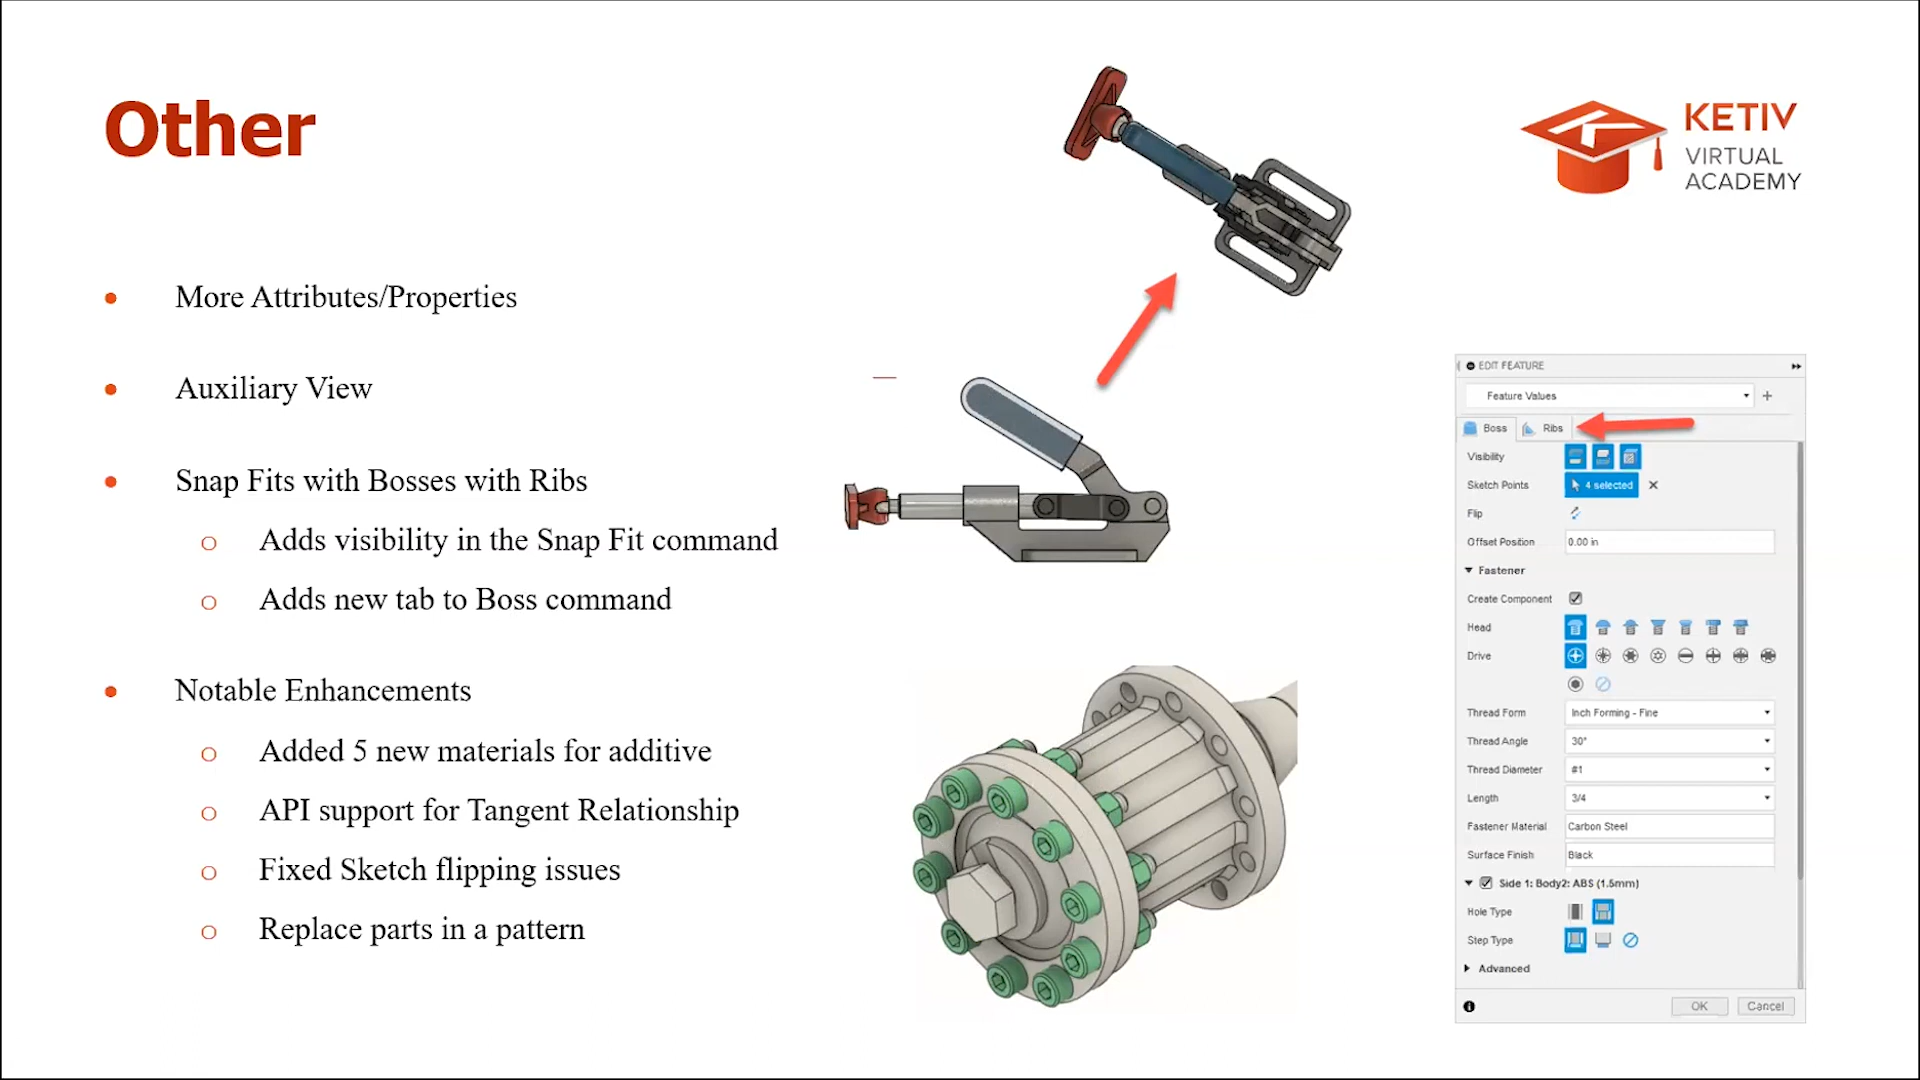 Other
KETIV
VIRTUAL
ACADEMY
More Attributes/Properties
Auxiliary View
Snap Fits with Bosses with Ribs
Adds visibility in the Snap Fit command
Adds new tab to Boss command
Notable Enhancements
Added 5 new materials for additive
API support for Tangent Relationship
Fixed Sketch flipping issues
Replace parts in a pattern
EDIT FEATURE
Feature Values
Boss Ribs
Visibility
Sketch Points 4 selected
Flip
Offset Position 0.00 in
Fastener
Create Component
Head
Drive
Thread Form Inch Forming - Fine
Thread Angle 30°
Thread Diameter #1
Length 3/4
Fastener Material Carbon Steel
Surface Finish Black
Side 1: Body2: ABS (1.5mm)
Hole Type
Step Type
Advanced
OK Cancel